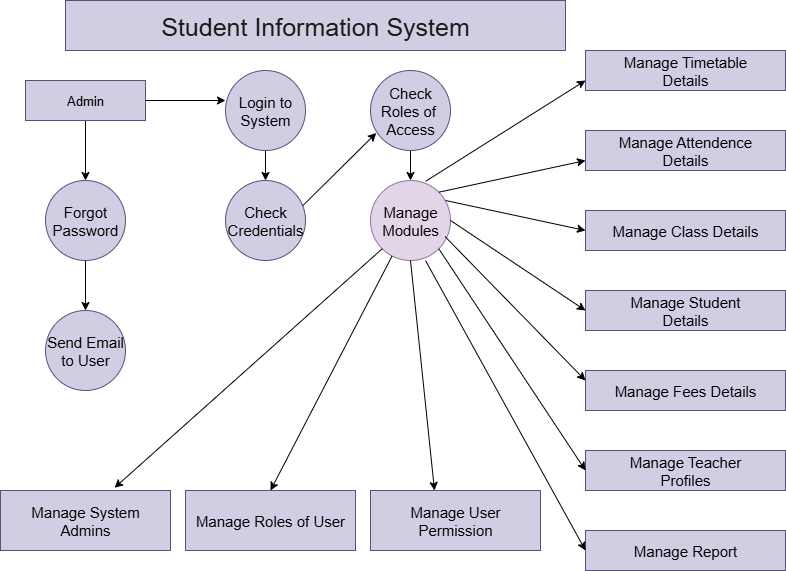 Student Information System
Admin
Login to
System
Check
Roles of
Access
Manage Timetable
Details
Manage Attendence
Details
Forgot
Password
Check
Credentials
Manage
Modules
Manage Class Details
Manage Student
Details
Send Email
to User
Manage Fees Details
Manage Teacher
Profiles
Manage System
Admins
Manage Roles of User
Manage User
Permission
Manage Report